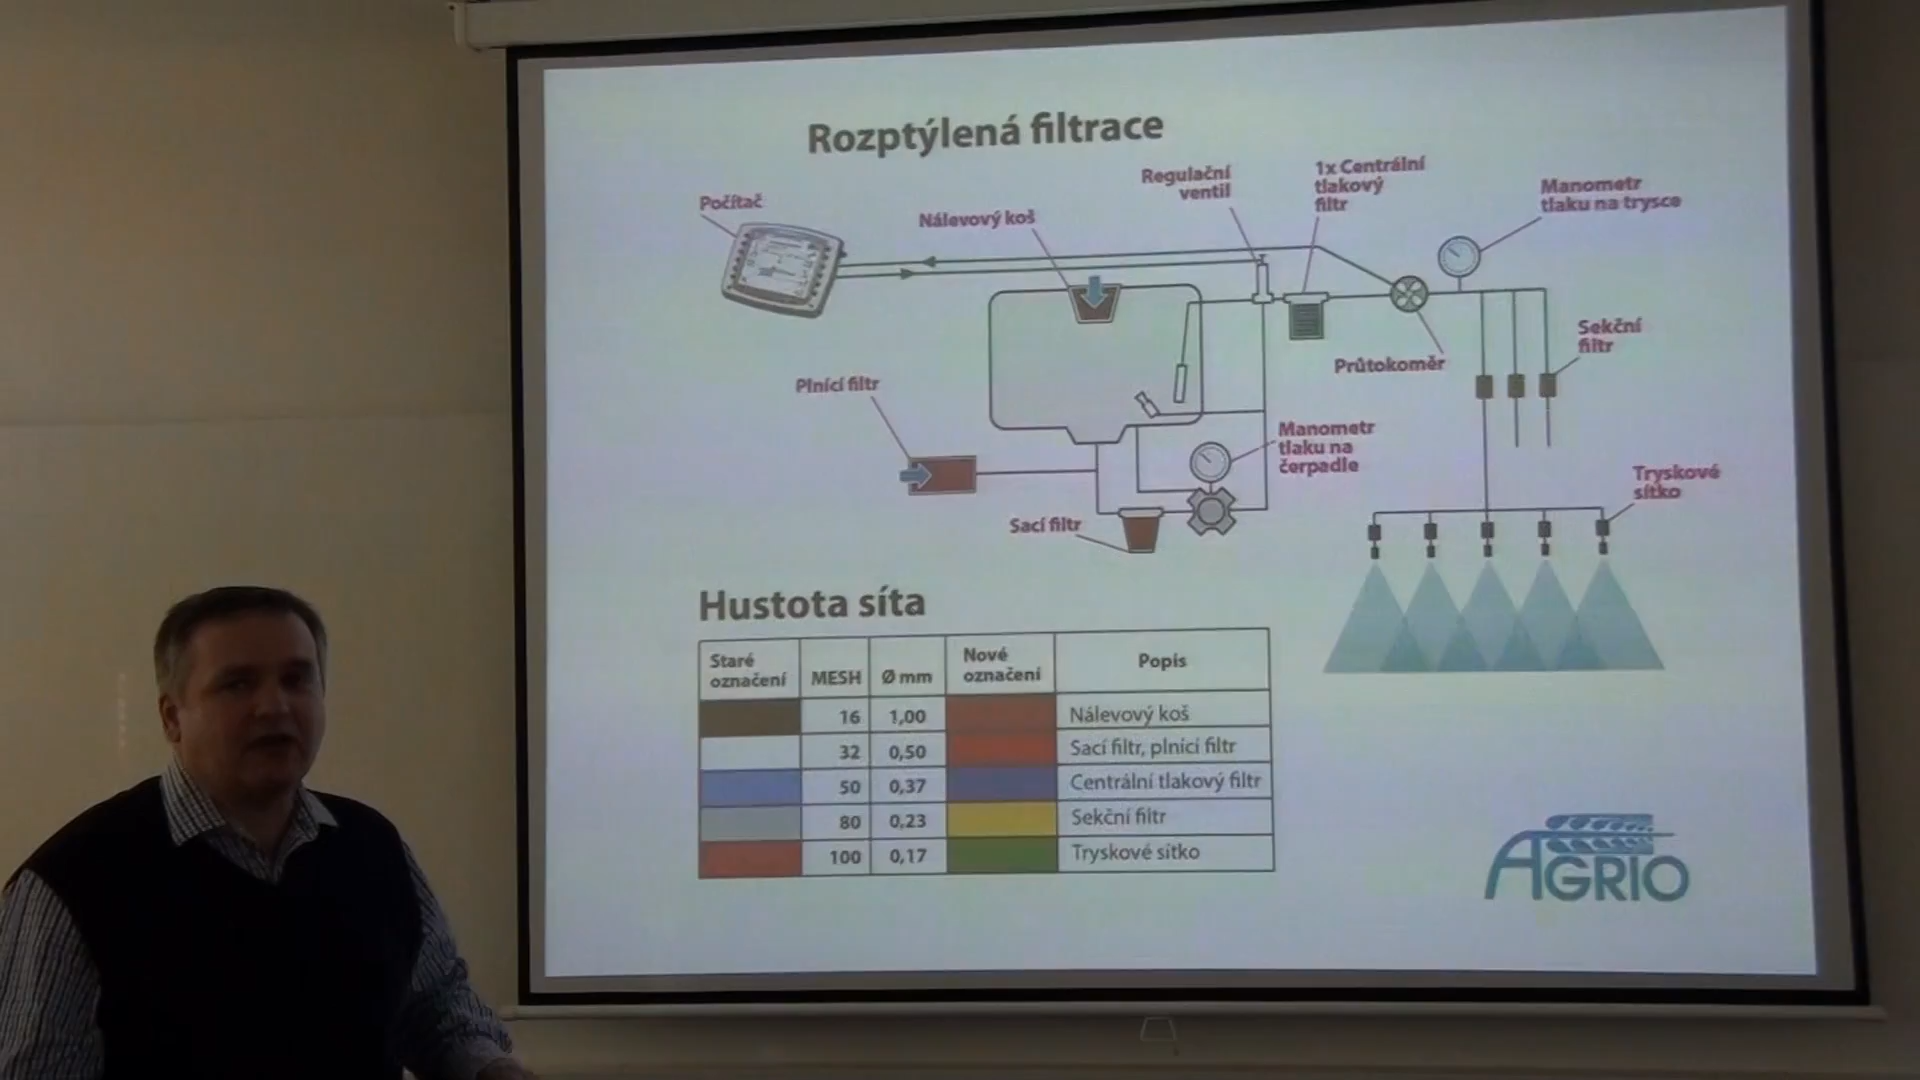 Rozptýlená filtrace
Počítač
Nálevový koš
Regulační
ventil
1x Centrální
tlakový
filtr
Manometr
tlaku na trysce
Průtokoměr
Sekční
filtr
Plnící filtr
Manometr
tlaku na
čerpadle
Sací filtr
Tryskové
sítko
Hustota síta
Staré
označení
MESH
Ø mm
Nové
označení
Popis
16 1,00 Nálevový koš
32 0,50 Sací filtr, plnící filtr
50 0,37 Centrální tlakový filtr
80 0,23 Sekční filtr
100 0,17 Tryskové sítko
AGRIO